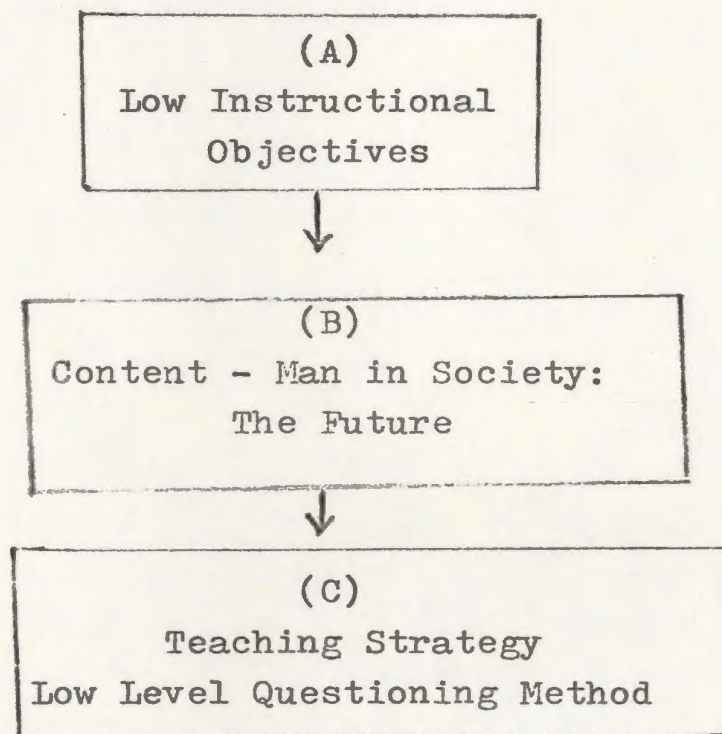 (A)
Low Instructional
Objectives
(B)
Content - Man in Society:
The Future
(C)
Teaching Strategy
Low Level Questioning Method